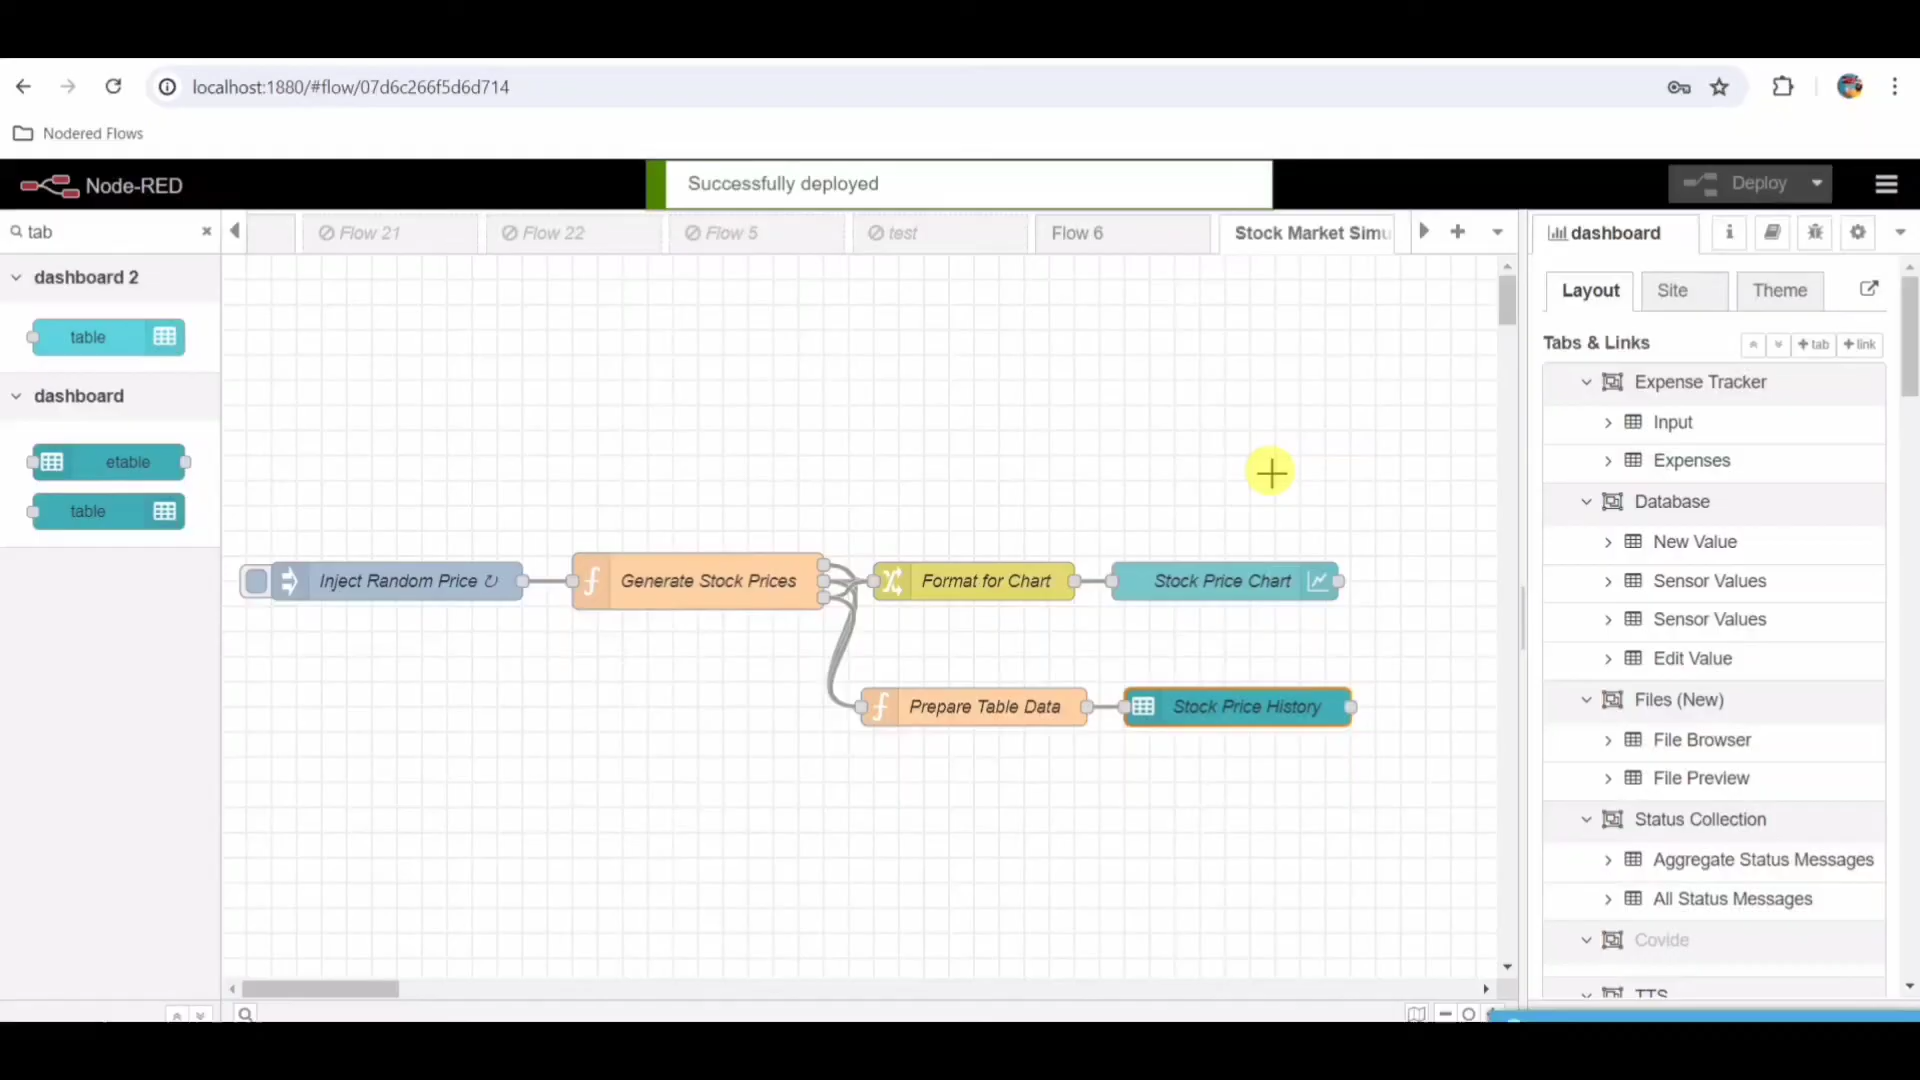 localhost:1880/#flow/07d6c266f5d6d714
Nodered Flows
Node-RED
Successfully deployed
Deploy
tab
Flow 21
Flow 22
Flow 5
test
Flow 6
Stock Market Simu
dashboard
dashboard 2
table
dashboard
etable
table
Inject Random Price ↻
Generate Stock Prices
Format for Chart
Stock Price Chart
Prepare Table Data
Stock Price History
Layout
Site
Theme
Tabs & Links
+ tab
+ link
Expense Tracker
Input
Expenses
Database
New Value
Sensor Values
Sensor Values
Edit Value
Files (New)
File Browser
File Preview
Status Collection
Aggregate Status Messages
All Status Messages
Covide
TTS